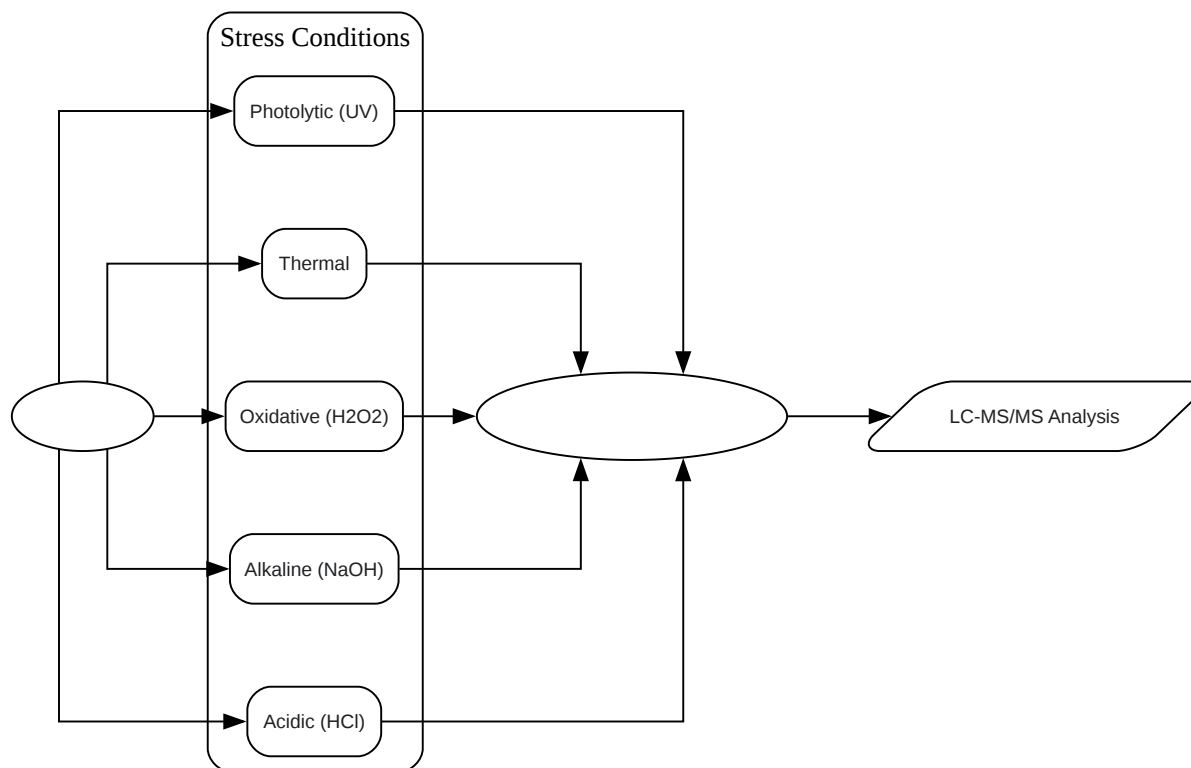 Stress Conditions
Photolytic (UV)
Thermal
Oxidative (H2O2)
LC-MS/MS Analysis
Alkaline (NaOH)
Acidic (HCl)